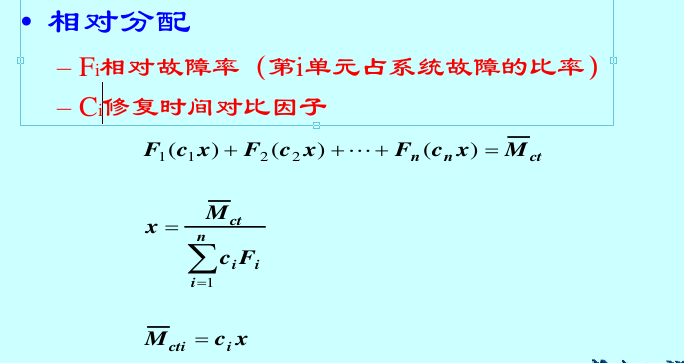 • 相对分配
– Fi相对故障率（第i单元占系统故障的比率）
– Ci修复时间对比因子
F₁(c₁x) + F₂(c₂x) + ⋯ + Fₙ(cₙx) = M̅ct
x = M̅ct / ∑ⁿᵢ₌₁ cᵢFᵢ
M̅cti = cᵢx